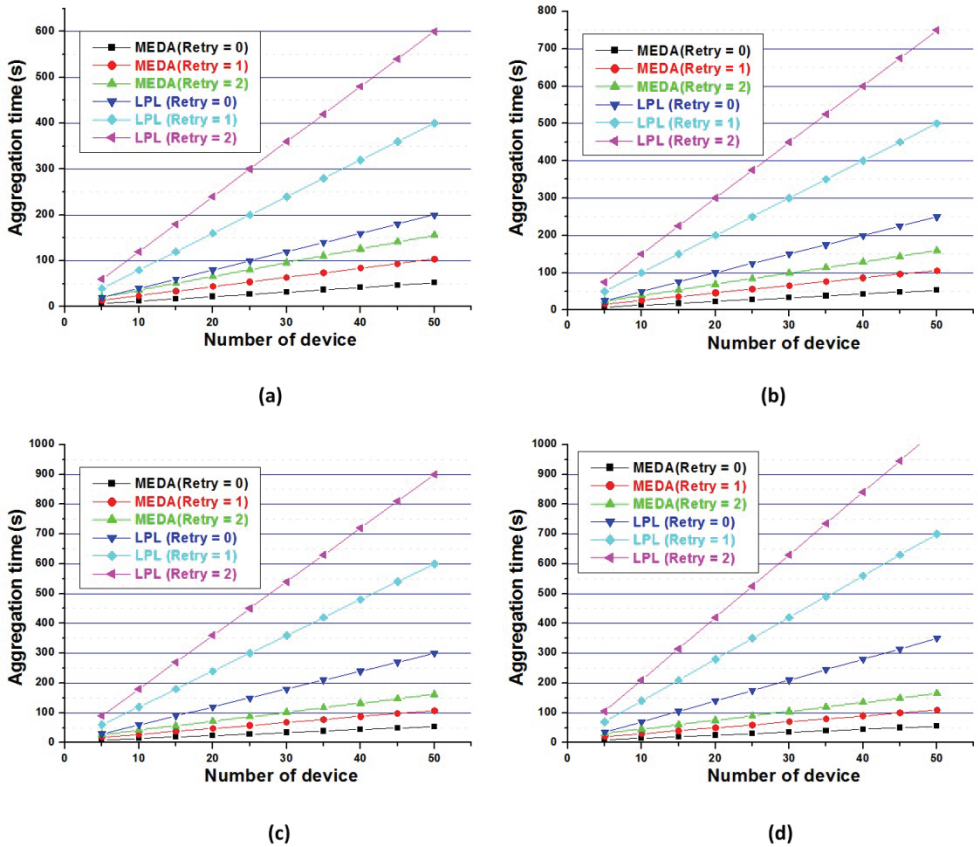 600
500
400
300
200
100
0
Aggregation time(s)
MEDA(Retry = 0)
MEDA(Retry = 1)
MEDA(Retry = 2)
LPL (Retry = 0)
LPL (Retry = 1)
LPL (Retry = 2)
0 10 20 30 40 50
Number of device
(a)
800
700
600
500
400
300
200
100
0
Aggregation time(s)
MEDA(Retry = 0)
MEDA(Retry = 1)
MEDA(Retry = 2)
LPL (Retry = 0)
LPL (Retry = 1)
LPL (Retry = 2)
0 10 20 30 40 50
Number of device
(b)
1000
900
800
700
600
500
400
300
200
100
0
Aggregation time(s)
MEDA(Retry = 0)
MEDA(Retry = 1)
MEDA(Retry = 2)
LPL (Retry = 0)
LPL (Retry = 1)
LPL (Retry = 2)
0 10 20 30 40 50
Number of device
(c)
1000
900
800
700
600
500
400
300
200
100
0
Aggregation time(s)
MEDA(Retry = 0)
MEDA(Retry = 1)
MEDA(Retry = 2)
LPL (Retry = 0)
LPL (Retry = 1)
LPL (Retry = 2)
0 10 20 30 40 50
Number of device
(d)